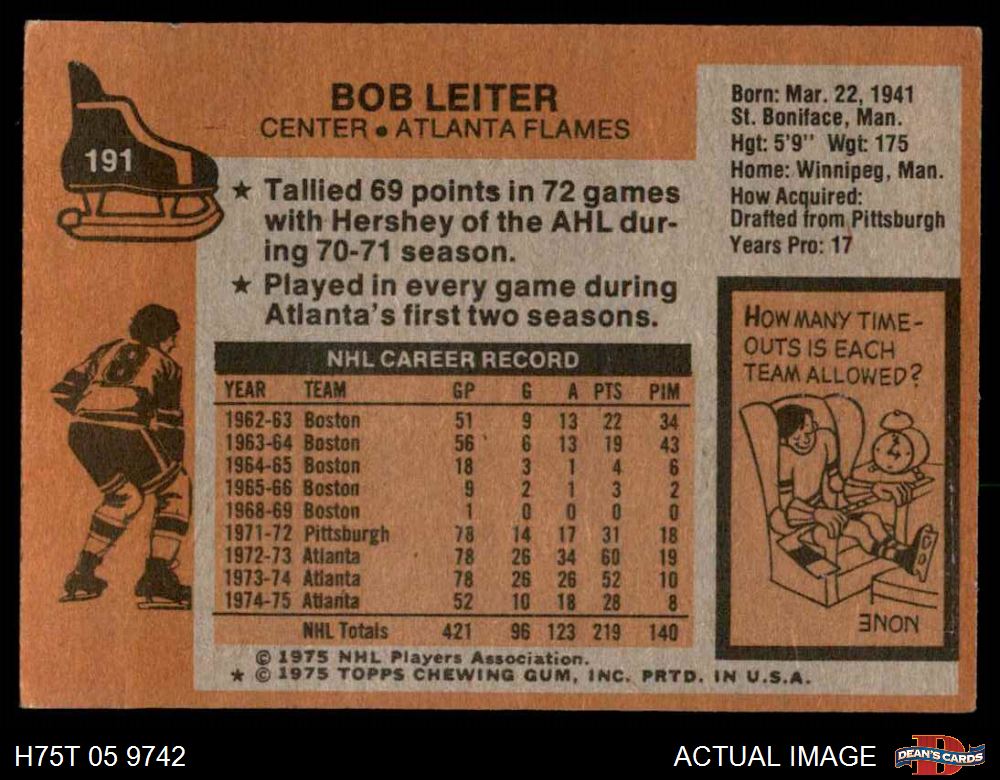 191
BOB LEITER
CENTER • ATLANTA FLAMES
★ Tallied 69 points in 72 games
with Hershey of the AHL dur-
ing 70-71 season.
★ Played in every game during
Atlanta's first two seasons.
Born: Mar. 22, 1941
St. Boniface, Man.
Hgt: 5'9" Wgt: 175
Home: Winnipeg, Man.
How Acquired:
Drafted from Pittsburgh
Years Pro: 17
NHL CAREER RECORD
YEAR TEAM GP G A PTS PIM
1962-63 Boston 51 9 13 22 34
1963-64 Boston 56 6 13 19 43
1964-65 Boston 18 3 1 4 6
1965-66 Boston 9 2 1 3 2
1968-69 Boston 1 0 0 0 0
1971-72 Pittsburgh 78 14 17 31 18
1972-73 Atlanta 78 26 34 60 19
1973-74 Atlanta 78 26 26 52 10
1974-75 Atlanta 52 10 18 28 8
NHL Totals 421 96 123 219 140
© 1975 NHL Players Association.
★ © 1975 TOPPS CHEWING GUM, INC. PRTD. IN U.S.A.
8
HOW MANY TIME-
OUTS IS EACH
TEAM ALLOWED?
NONE
H75T 05 9742
ACTUAL IMAGE
D
DEAN'S CARDS